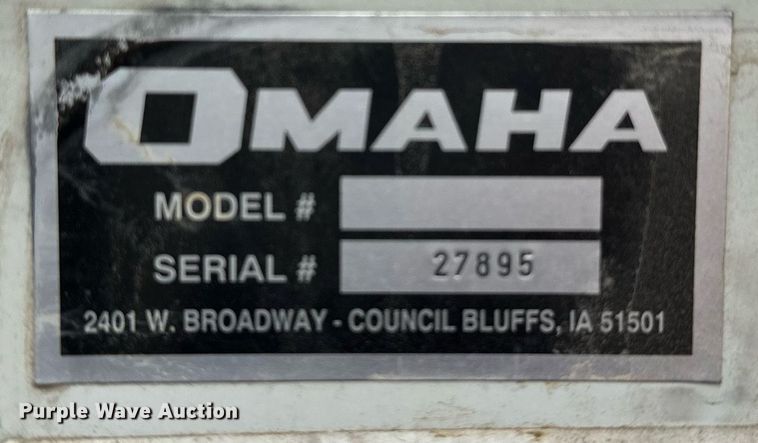 OMAHA
MODEL #
SERIAL # 27895
2401 W. BROADWAY - COUNCIL BLUFFS, IA 51501
Purple Wave Auction